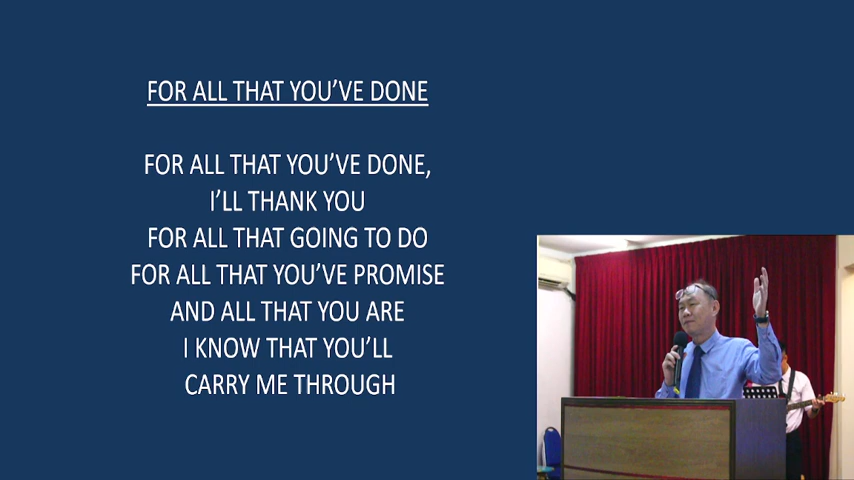 FOR ALL THAT YOU'VE DONE
FOR ALL THAT YOU'VE DONE,
I'LL THANK YOU
FOR ALL THAT GOING TO DO
FOR ALL THAT YOU'VE PROMISE
AND ALL THAT YOU ARE
I KNOW THAT YOU'LL
CARRY ME THROUGH